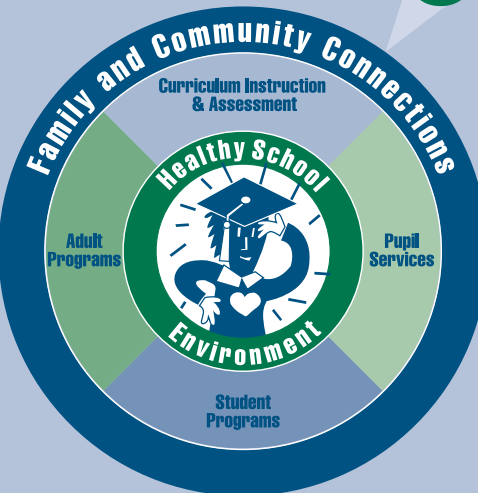 Family and Community Connections
Curriculum Instruction
& Assessment
Healthy School
Adult
Programs
Pupil
Services
Environment
Student
Programs